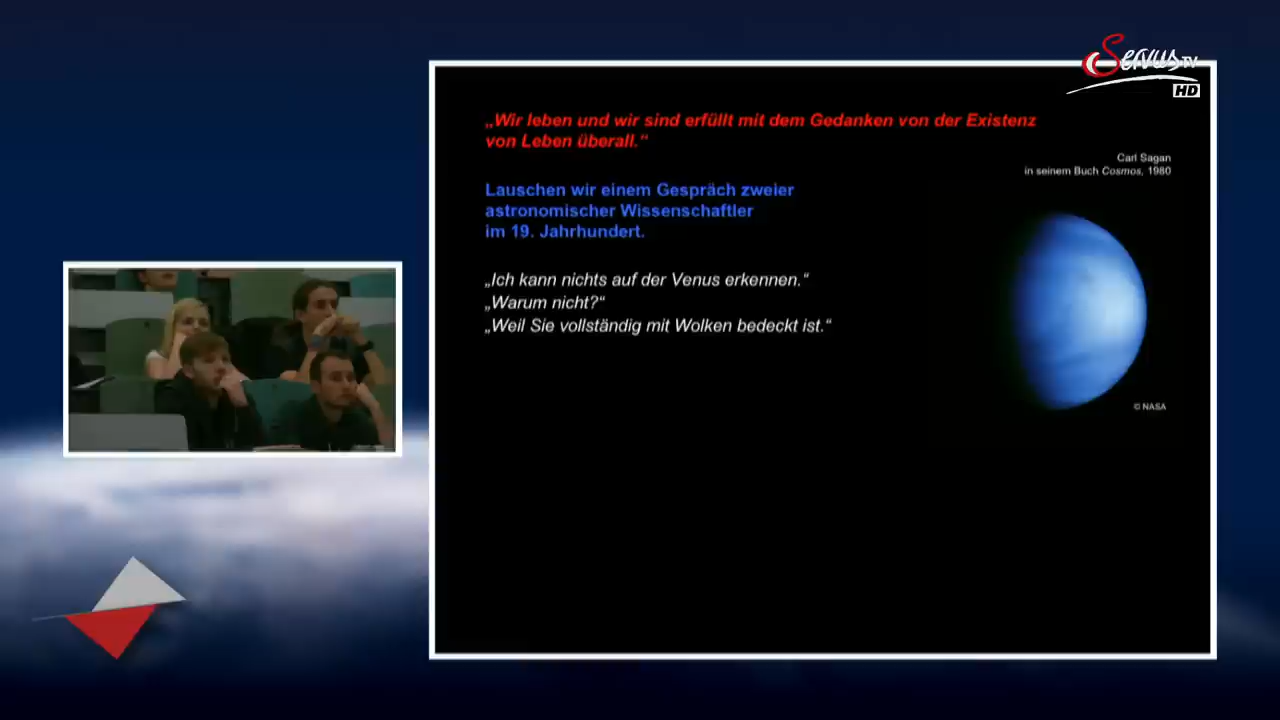 Servus TV
HD
„Wir leben und wir sind erfüllt mit dem Gedanken von der Existenz
von Leben überall.“
Carl Sagan
in seinem Buch Cosmos, 1980
Lauschen wir einem Gespräch zweier
astronomischer Wissenschaftler
im 19. Jahrhundert.
„Ich kann nichts auf der Venus erkennen.“
„Warum nicht?“
„Weil Sie vollständig mit Wolken bedeckt ist.“
© NASA